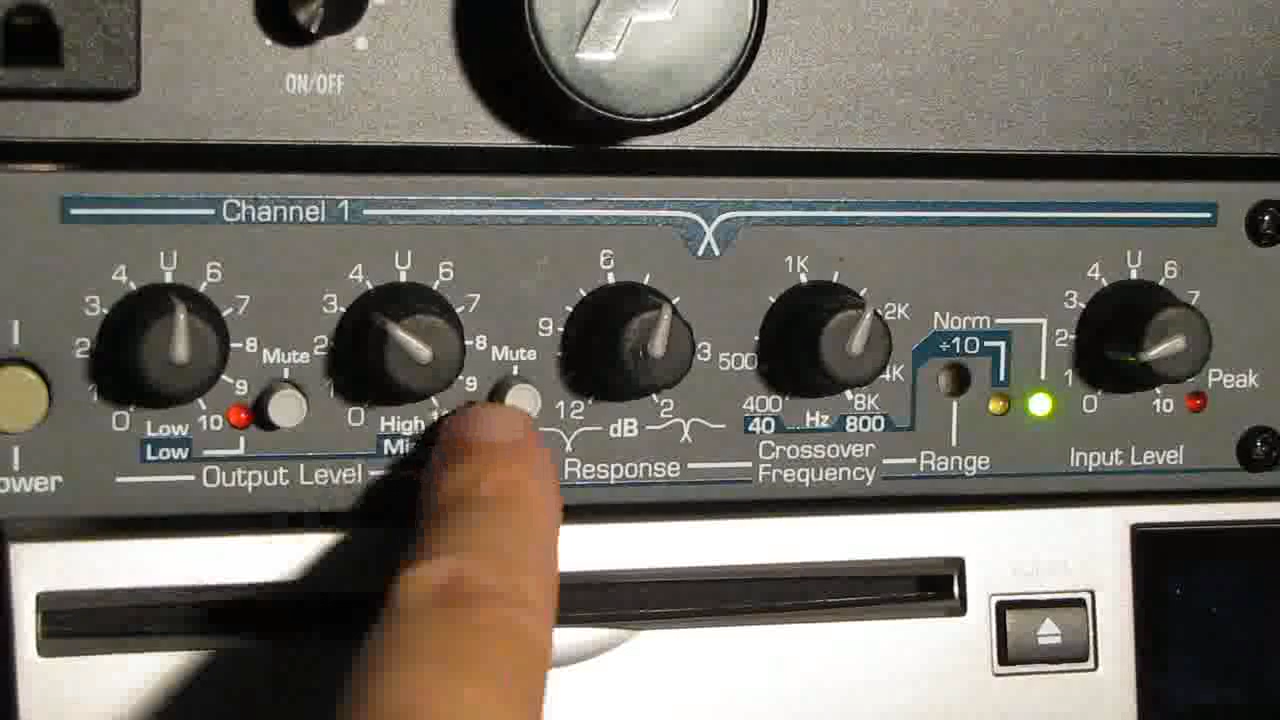 ON/OFF
Channel 1
U U 6 1K U
4 6 4 6 4 6
3 7 3 7 9 2K 3 7
Norm
÷10
2 8 Mute 2 8 Mute 3 500 2
1 9 9 4K 1 Peak
0 10 0 12 2 400 8K 0 10
Low High dB 40 Hz 800
Low
Output Level Response Crossover Frequency Range Input Level